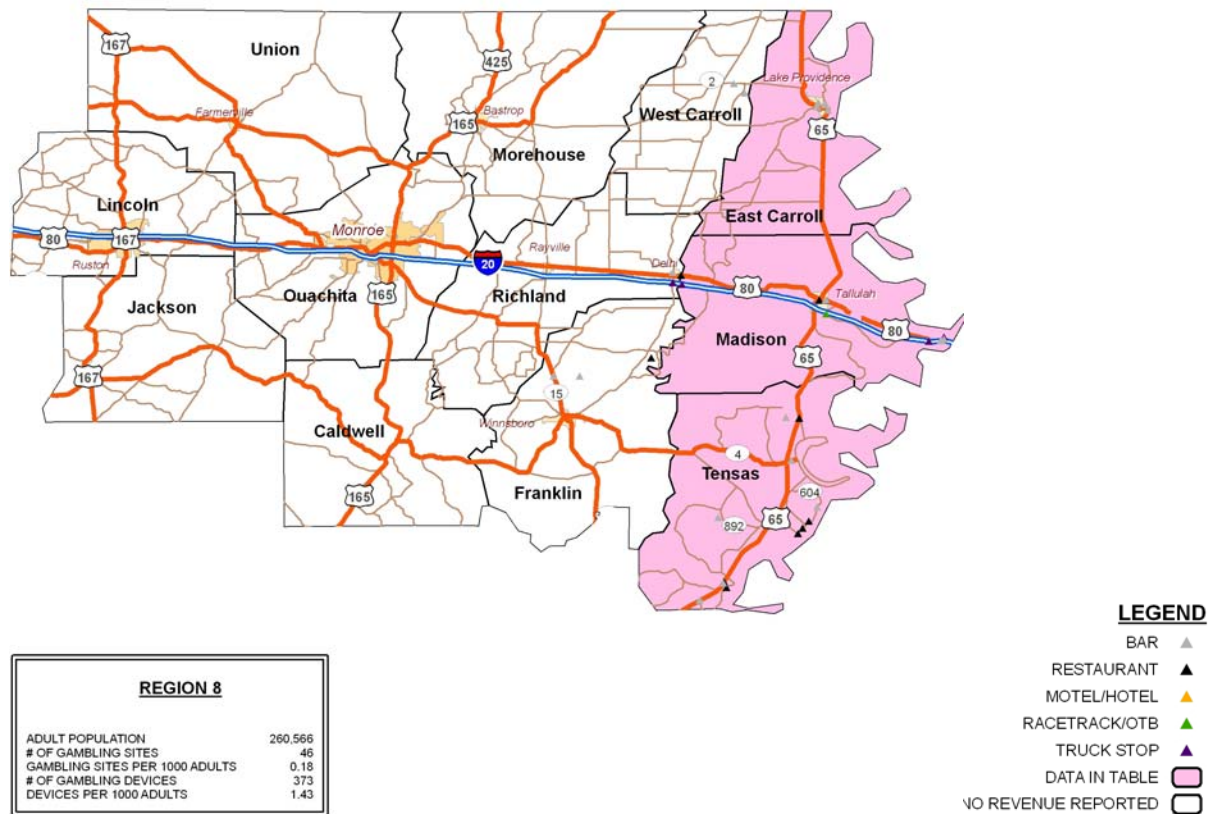 167
Union
425
2
Lake Providence
Farmerville
165
Bastrop
West Carroll
65
Morehouse
Lincoln
East Carroll
80
167
Monroe
Rayville
Delhi
Ruston
20
80
Tallulah
Jackson
Ouachita
165
Richland
Madison
80
65
167
15
Winnsboro
Caldwell
4
Tensas
165
Franklin
604
892
65
LEGEND
BAR
RESTAURANT
MOTEL/HOTEL
RACETRACK/OTB
TRUCK STOP
DATA IN TABLE
NO REVENUE REPORTED
REGION 8
ADULT POPULATION 260,566
# OF GAMBLING SITES 46
GAMBLING SITES PER 1000 ADULTS 0.18
# OF GAMBLING DEVICES 373
DEVICES PER 1000 ADULTS 1.43